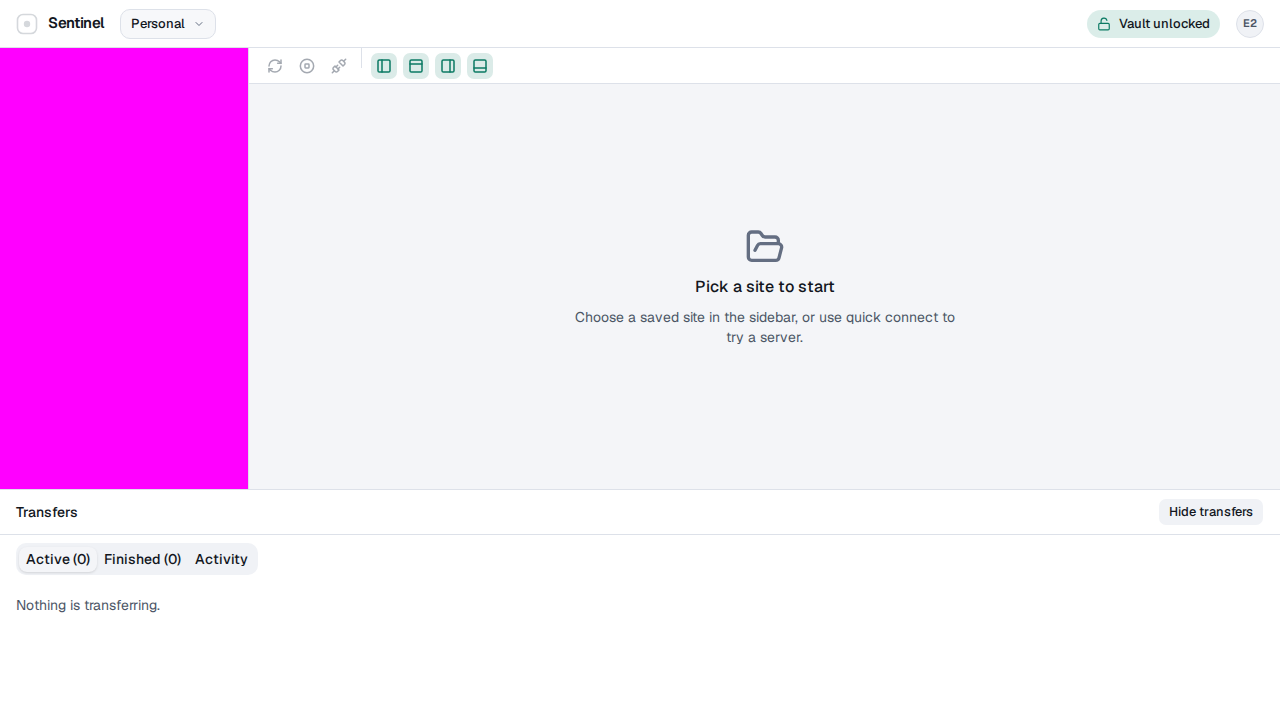 Sentinel
Personal
Vault unlocked
E2
Pick a site to start
Choose a saved site in the sidebar, or use quick connect to
try a server.
Transfers
Hide transfers
Active (0) Finished (0) Activity
Nothing is transferring.